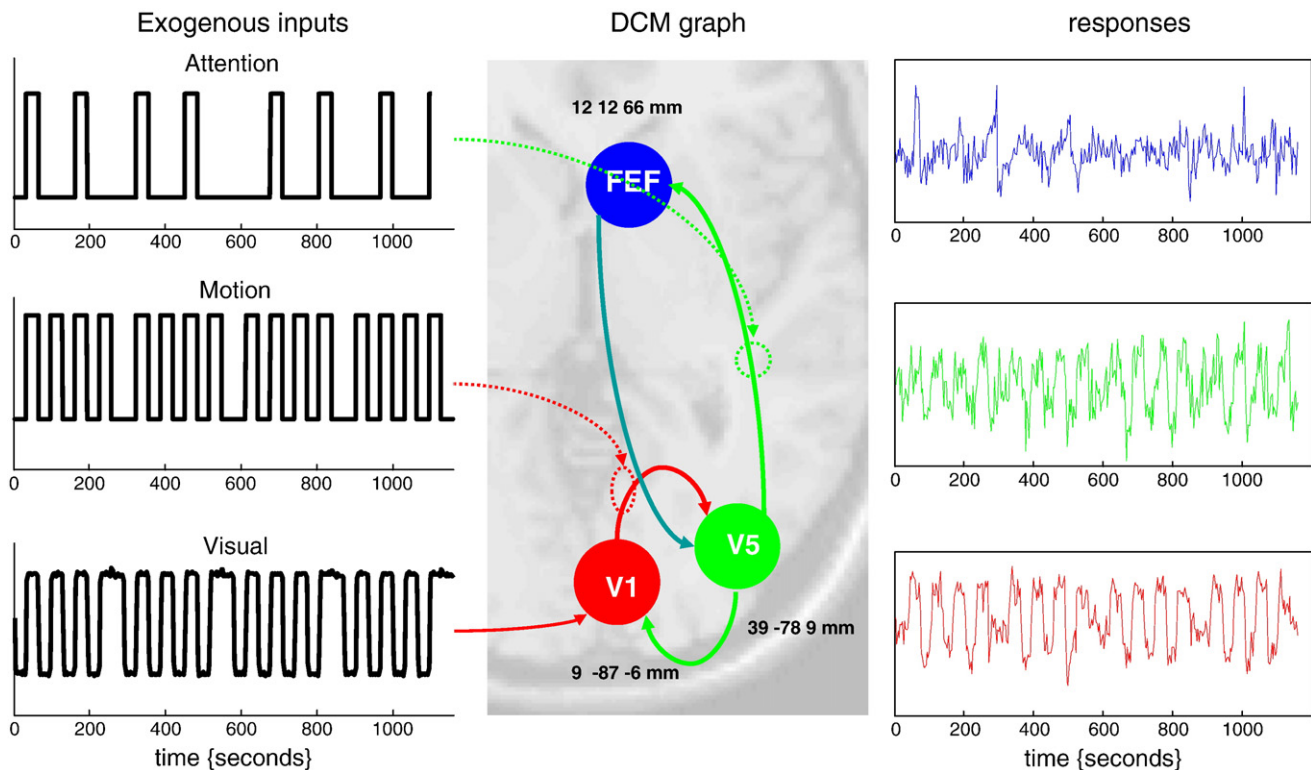 Exogenous inputs
DCM graph
responses
Attention
0 200 400 600 800 1000
Motion
0 200 400 600 800 1000
Visual
0 200 400 600 800 1000
time {seconds}
12 12 66 mm
FEF
V5
V1
39 -78 9 mm
9 -87 -6 mm
0 200 400 600 800 1000
0 200 400 600 800 1000
0 200 400 600 800 1000
time {seconds}